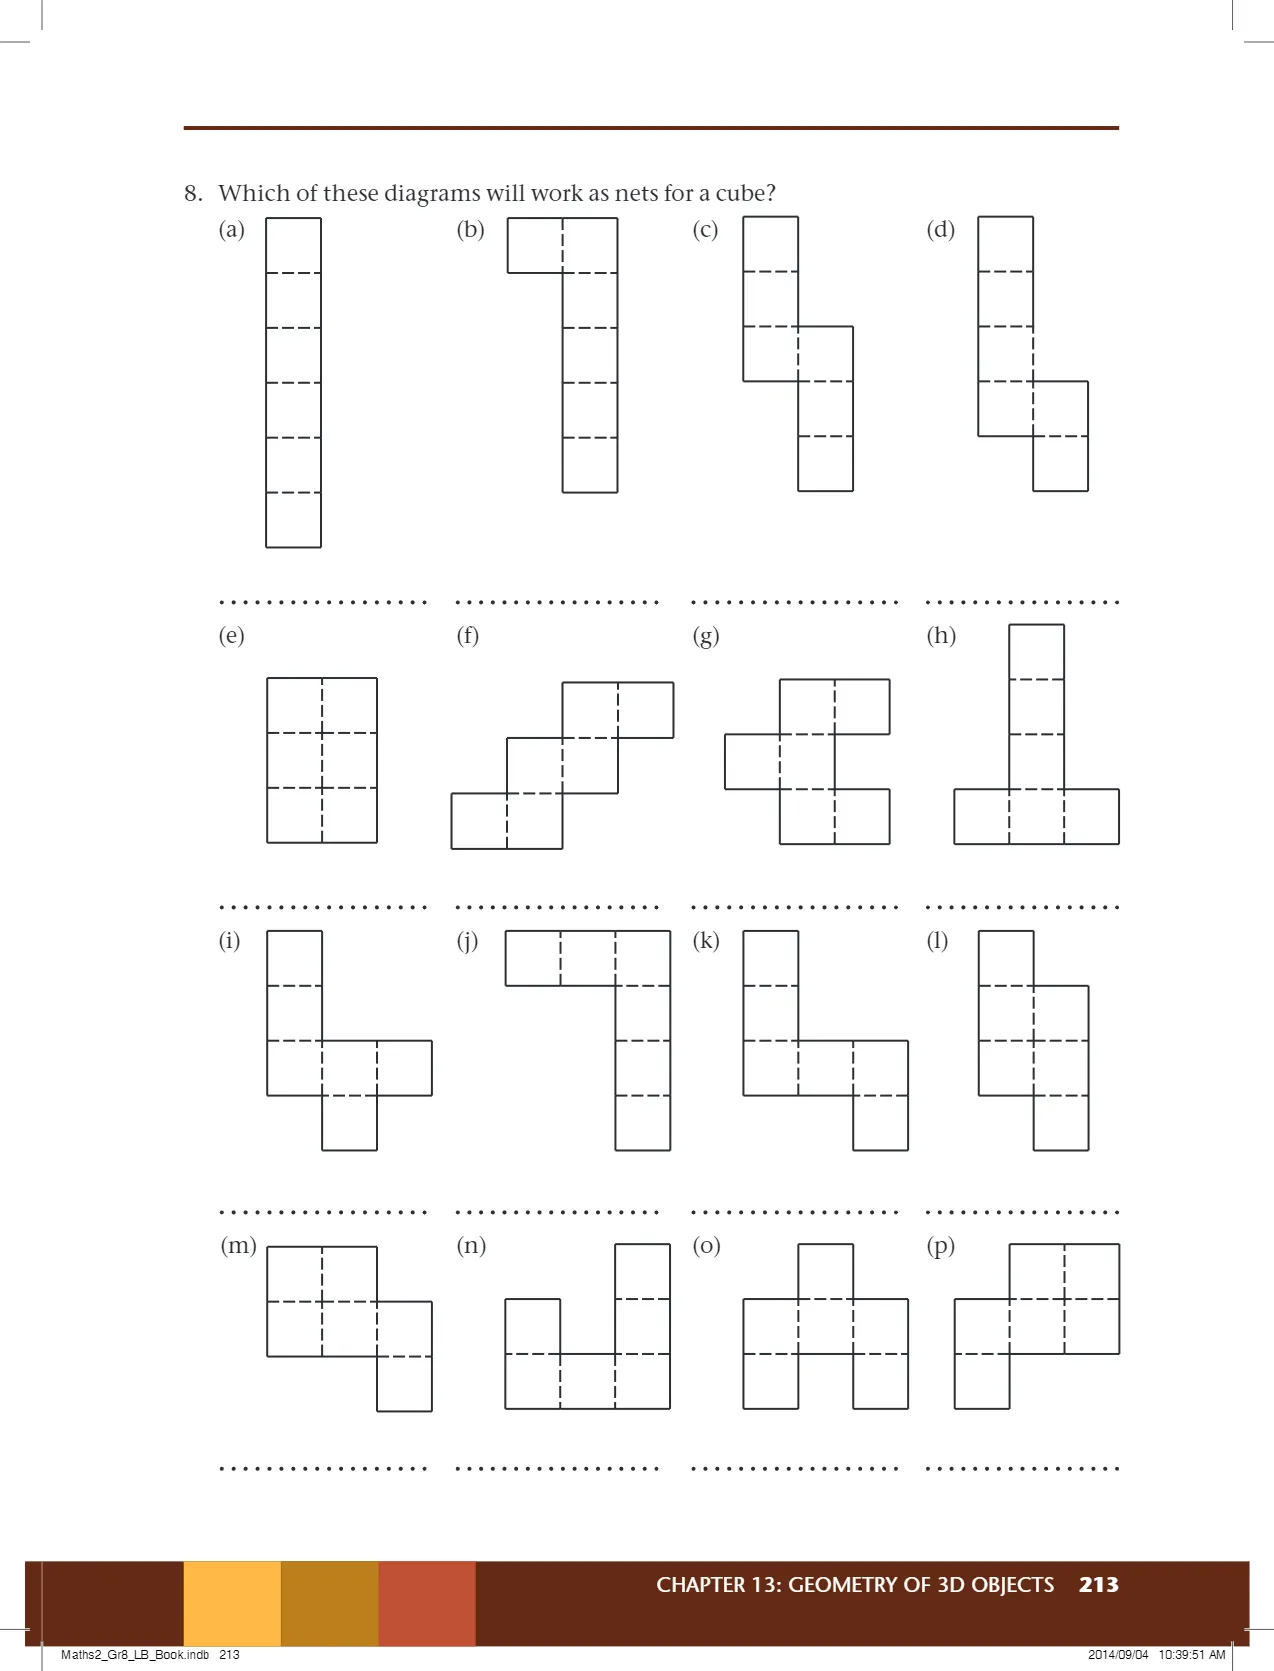 8. Which of these diagrams will work as nets for a cube?
(a) (b) (c) (d)
(e) (f) (g) (h)
(i) (j) (k) (l)
(m) (n) (o) (p)
CHAPTER 13: GEOMETRY OF 3D OBJECTS 213
Maths2_Gr8_LB_Book.indb 213 2014/09/04 10:39:51 AM